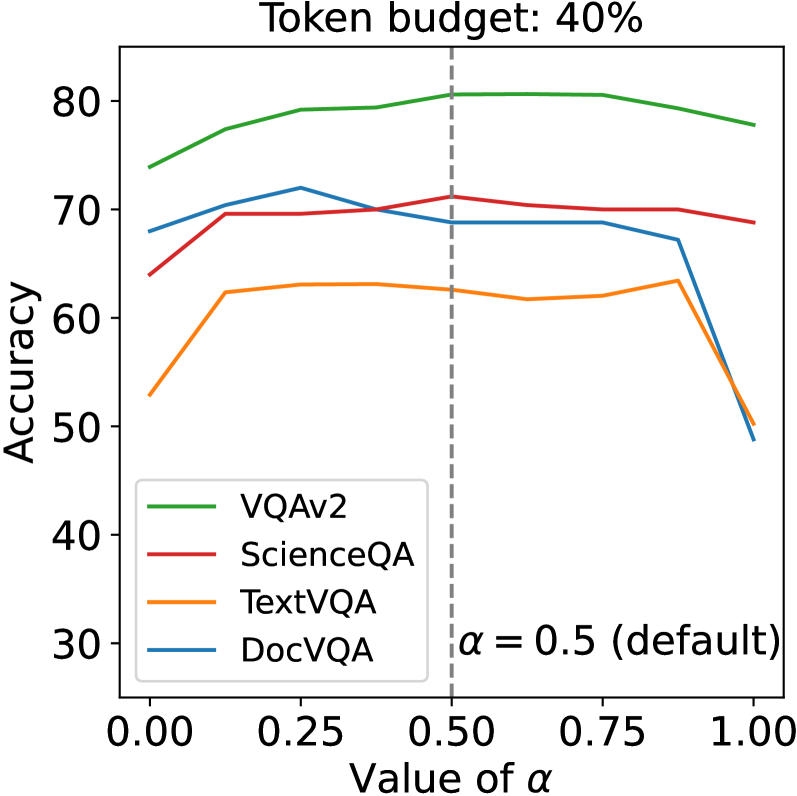 Token budget: 40%
Accuracy
80
70
60
50
40
30
VQAv2
ScienceQA
TextVQA
DocVQA
α = 0.5 (default)
0.00 0.25 0.50 0.75 1.00
Value of α